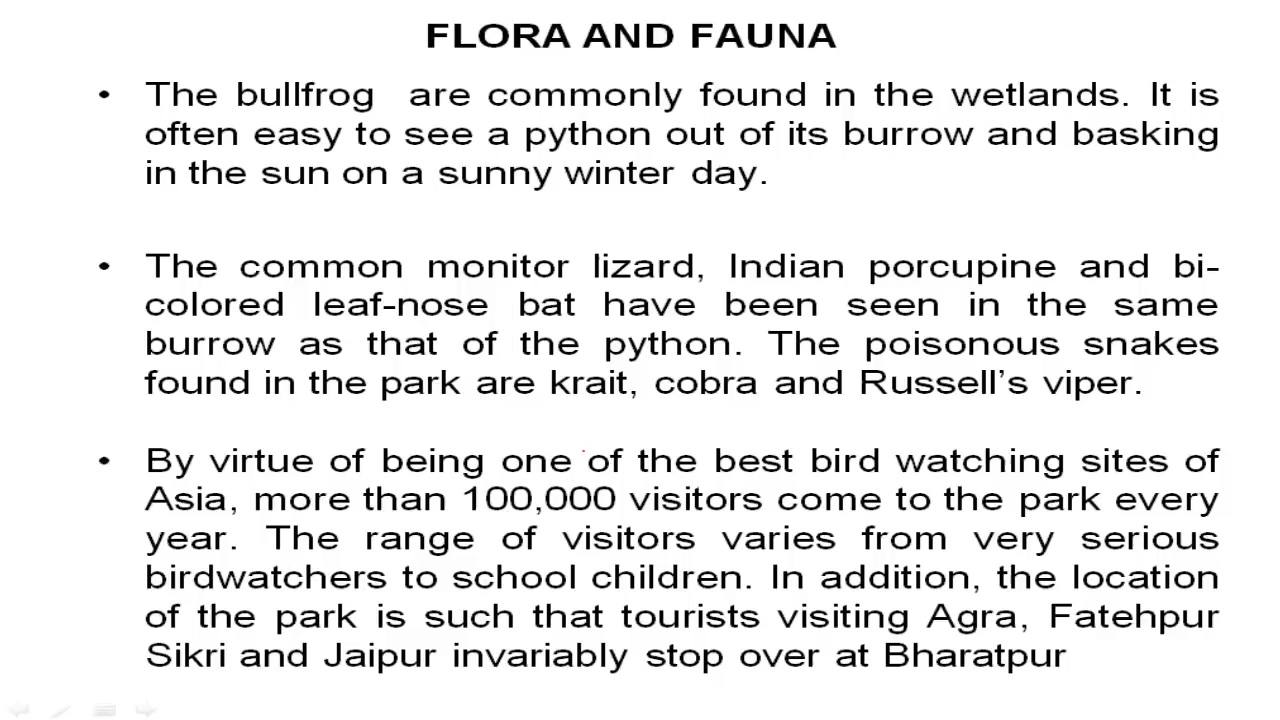 FLORA AND FAUNA
• The bullfrog are commonly found in the wetlands. It is
often easy to see a python out of its burrow and basking
in the sun on a sunny winter day.
• The common monitor lizard, Indian porcupine and bi-
colored leaf-nose bat have been seen in the same
burrow as that of the python. The poisonous snakes
found in the park are krait, cobra and Russell’s viper.
• By virtue of being one of the best bird watching sites of
Asia, more than 100,000 visitors come to the park every
year. The range of visitors varies from very serious
birdwatchers to school children. In addition, the location
of the park is such that tourists visiting Agra, Fatehpur
Sikri and Jaipur invariably stop over at Bharatpur